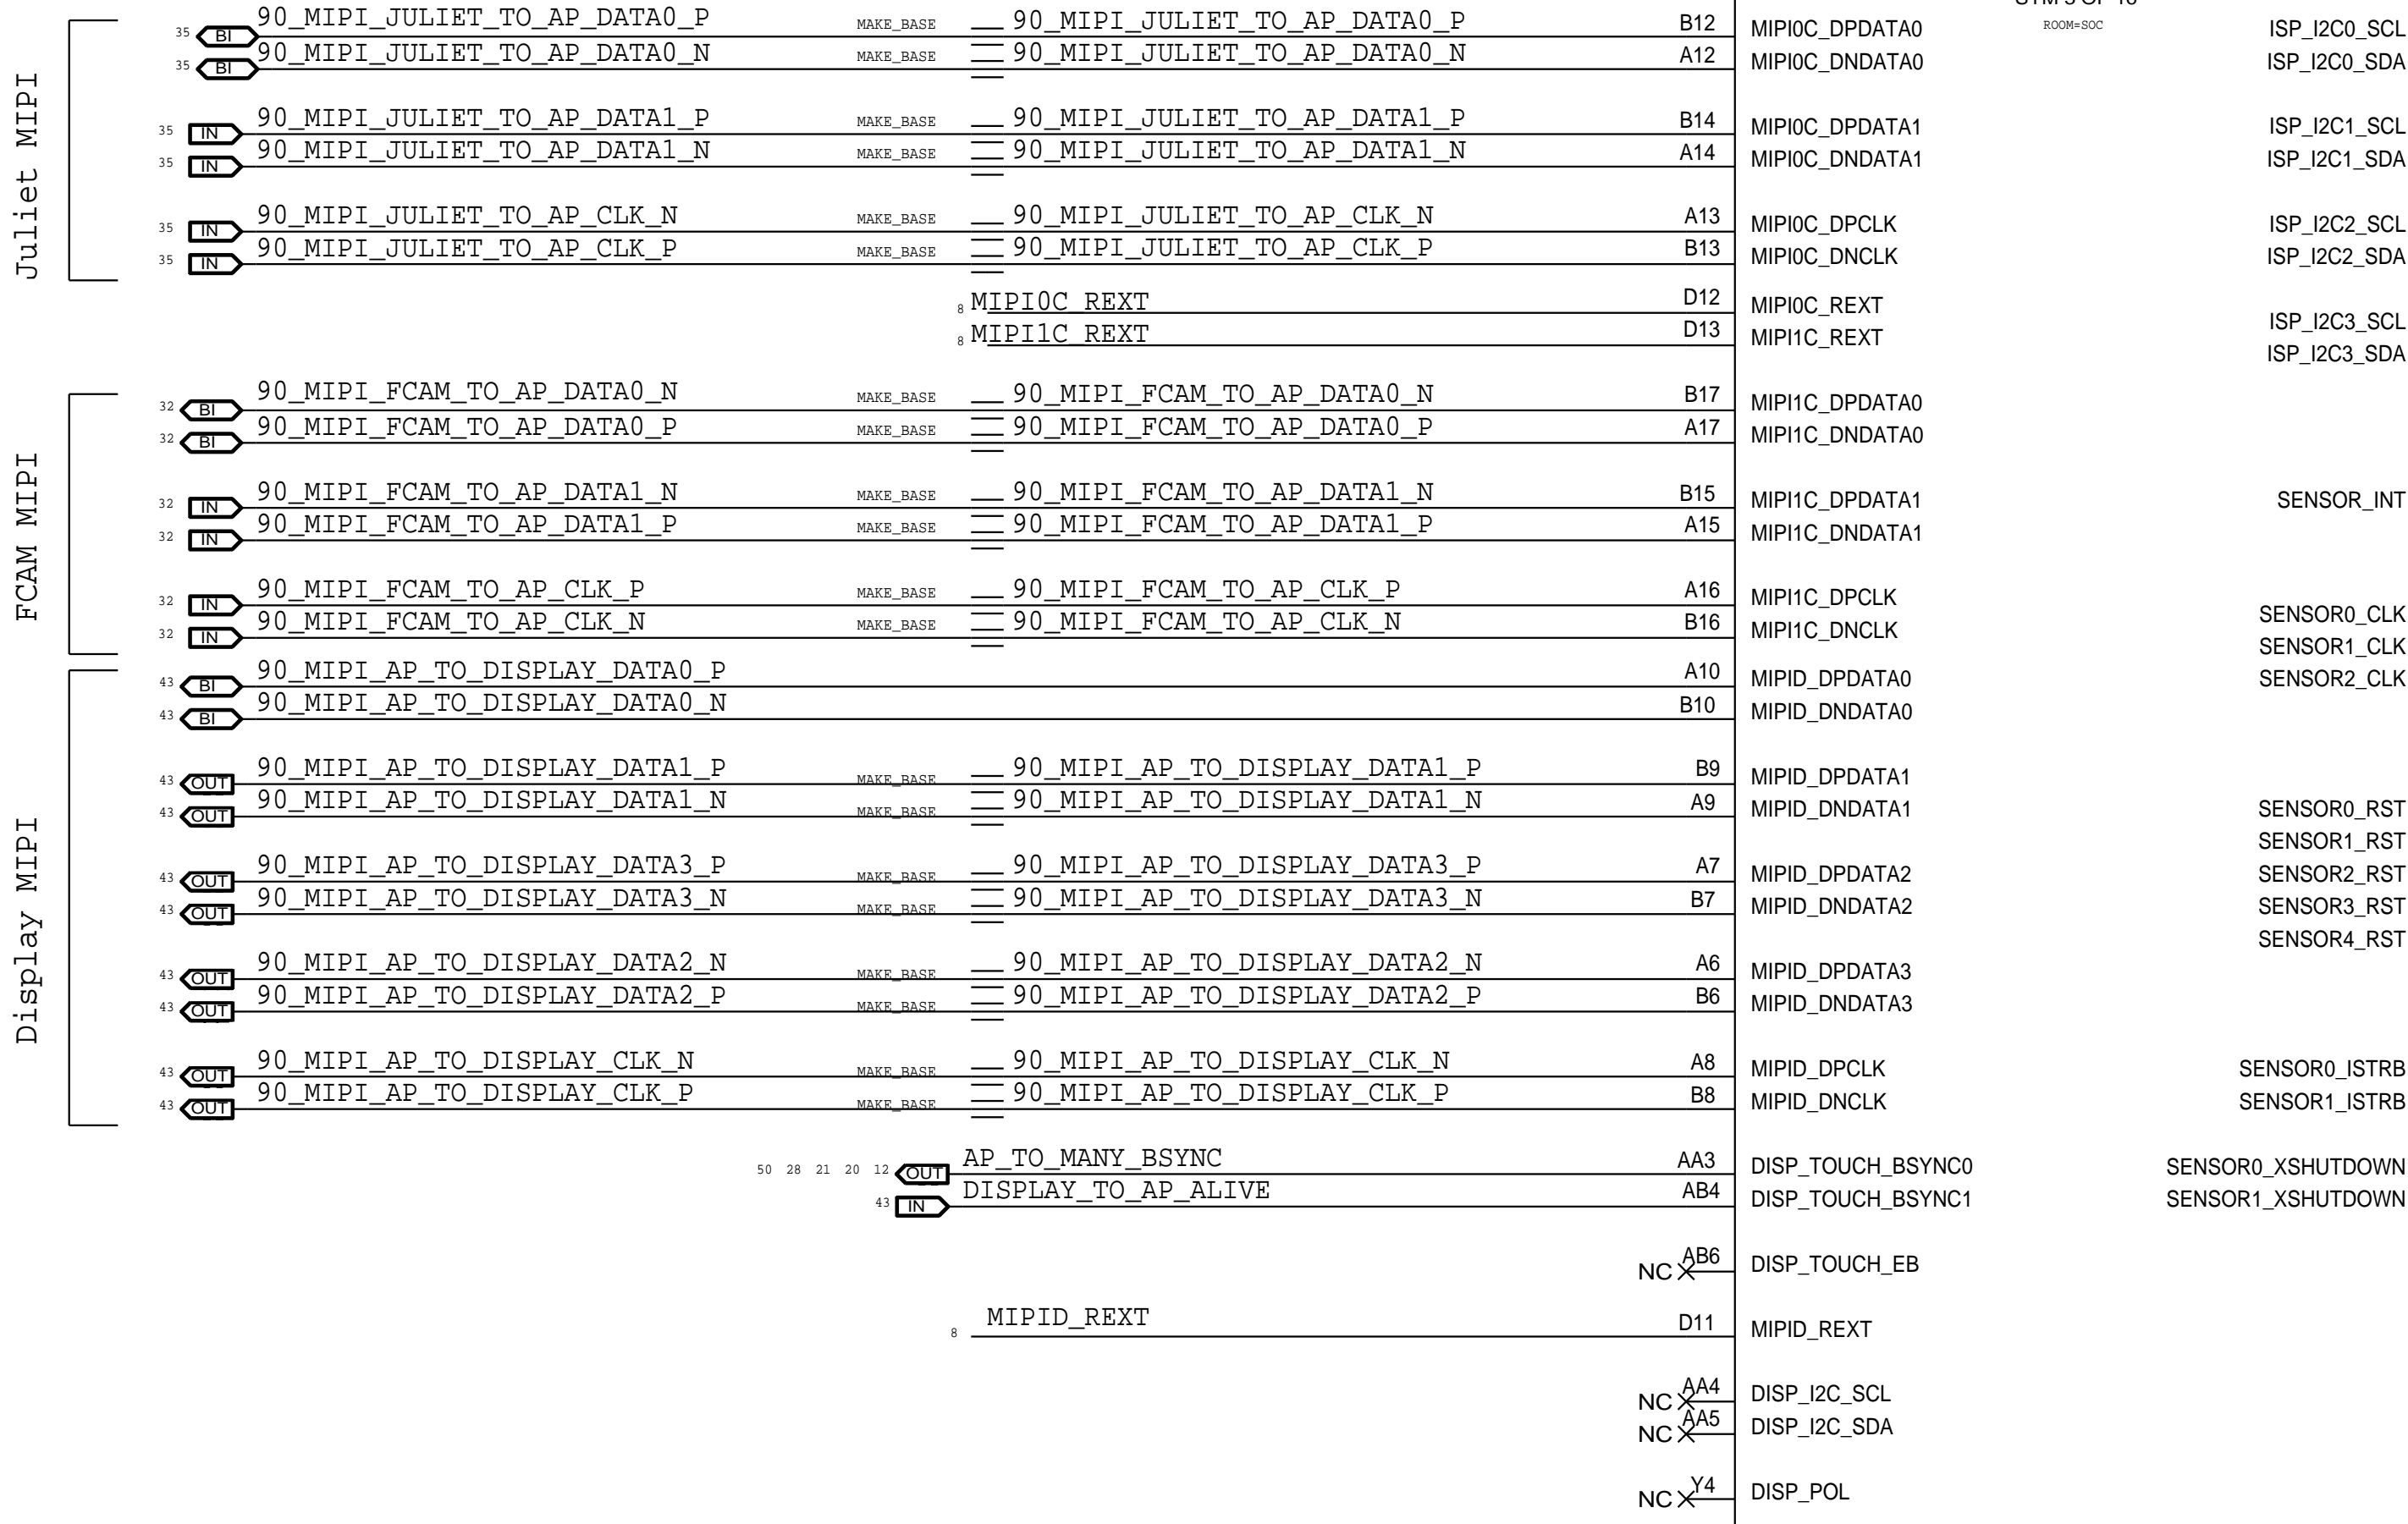 SYM 3 OF 16
ROOM=SOC
Juliet MIPI
35 BI 90_MIPI_JULIET_TO_AP_DATA0_P MAKE_BASE 90_MIPI_JULIET_TO_AP_DATA0_P B12 MIPI0C_DPDATA0 ISP_I2C0_SCL
35 BI 90_MIPI_JULIET_TO_AP_DATA0_N MAKE_BASE 90_MIPI_JULIET_TO_AP_DATA0_N A12 MIPI0C_DNDATA0 ISP_I2C0_SDA
35 IN 90_MIPI_JULIET_TO_AP_DATA1_P MAKE_BASE 90_MIPI_JULIET_TO_AP_DATA1_P B14 MIPI0C_DPDATA1 ISP_I2C1_SCL
35 IN 90_MIPI_JULIET_TO_AP_DATA1_N MAKE_BASE 90_MIPI_JULIET_TO_AP_DATA1_N A14 MIPI0C_DNDATA1 ISP_I2C1_SDA
35 IN 90_MIPI_JULIET_TO_AP_CLK_N MAKE_BASE 90_MIPI_JULIET_TO_AP_CLK_N A13 MIPI0C_DPCLK ISP_I2C2_SCL
35 IN 90_MIPI_JULIET_TO_AP_CLK_P MAKE_BASE 90_MIPI_JULIET_TO_AP_CLK_P B13 MIPI0C_DNCLK ISP_I2C2_SDA
8 MIPI0C_REXT D12 MIPI0C_REXT
ISP_I2C3_SCL
8 MIPI1C_REXT D13 MIPI1C_REXT
ISP_I2C3_SDA
FCAM MIPI
32 BI 90_MIPI_FCAM_TO_AP_DATA0_N MAKE_BASE 90_MIPI_FCAM_TO_AP_DATA0_N B17 MIPI1C_DPDATA0
32 BI 90_MIPI_FCAM_TO_AP_DATA0_P MAKE_BASE 90_MIPI_FCAM_TO_AP_DATA0_P A17 MIPI1C_DNDATA0
32 IN 90_MIPI_FCAM_TO_AP_DATA1_N MAKE_BASE 90_MIPI_FCAM_TO_AP_DATA1_N B15 MIPI1C_DPDATA1 SENSOR_INT
32 IN 90_MIPI_FCAM_TO_AP_DATA1_P MAKE_BASE 90_MIPI_FCAM_TO_AP_DATA1_P A15 MIPI1C_DNDATA1
32 IN 90_MIPI_FCAM_TO_AP_CLK_P MAKE_BASE 90_MIPI_FCAM_TO_AP_CLK_P A16 MIPI1C_DPCLK
SENSOR0_CLK
32 IN 90_MIPI_FCAM_TO_AP_CLK_N MAKE_BASE 90_MIPI_FCAM_TO_AP_CLK_N B16 MIPI1C_DNCLK
SENSOR1_CLK
Display MIPI
43 BI 90_MIPI_AP_TO_DISPLAY_DATA0_P A10 MIPID_DPDATA0 SENSOR2_CLK
43 BI 90_MIPI_AP_TO_DISPLAY_DATA0_N B10 MIPID_DNDATA0
43 OUT 90_MIPI_AP_TO_DISPLAY_DATA1_P MAKE_BASE 90_MIPI_AP_TO_DISPLAY_DATA1_P B9 MIPID_DPDATA1
43 OUT 90_MIPI_AP_TO_DISPLAY_DATA1_N MAKE_BASE 90_MIPI_AP_TO_DISPLAY_DATA1_N A9 MIPID_DNDATA1 SENSOR0_RST
SENSOR1_RST
43 OUT 90_MIPI_AP_TO_DISPLAY_DATA3_P MAKE_BASE 90_MIPI_AP_TO_DISPLAY_DATA3_P A7 MIPID_DPDATA2 SENSOR2_RST
43 OUT 90_MIPI_AP_TO_DISPLAY_DATA3_N MAKE_BASE 90_MIPI_AP_TO_DISPLAY_DATA3_N B7 MIPID_DNDATA2 SENSOR3_RST
SENSOR4_RST
43 OUT 90_MIPI_AP_TO_DISPLAY_DATA2_N MAKE_BASE 90_MIPI_AP_TO_DISPLAY_DATA2_N A6 MIPID_DPDATA3
43 OUT 90_MIPI_AP_TO_DISPLAY_DATA2_P MAKE_BASE 90_MIPI_AP_TO_DISPLAY_DATA2_P B6 MIPID_DNDATA3
43 OUT 90_MIPI_AP_TO_DISPLAY_CLK_N MAKE_BASE 90_MIPI_AP_TO_DISPLAY_CLK_N A8 MIPID_DPCLK SENSOR0_ISTRB
43 OUT 90_MIPI_AP_TO_DISPLAY_CLK_P MAKE_BASE 90_MIPI_AP_TO_DISPLAY_CLK_P B8 MIPID_DNCLK SENSOR1_ISTRB
50 28 21 20 12 OUT AP_TO_MANY_BSYNC AA3 DISP_TOUCH_BSYNC0 SENSOR0_XSHUTDOWN
43 IN DISPLAY_TO_AP_ALIVE AB4 DISP_TOUCH_BSYNC1 SENSOR1_XSHUTDOWN
NC AB6 DISP_TOUCH_EB
8 MIPID_REXT D11 MIPID_REXT
NC AA4 DISP_I2C_SCL
NC AA5 DISP_I2C_SDA
NC Y4 DISP_POL